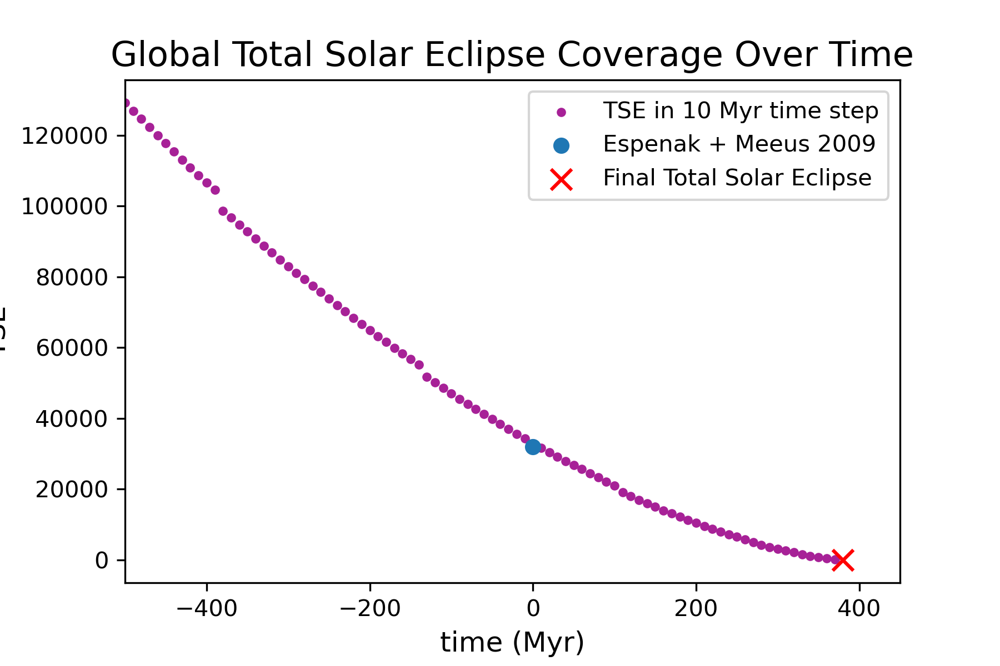 Global Total Solar Eclipse Coverage Over Time
TSE in 10 Myr time step
Espenak + Meeus 2009
Final Total Solar Eclipse
120000
100000
80000
60000
40000
20000
0
−400
−200
0
200
400
time (Myr)